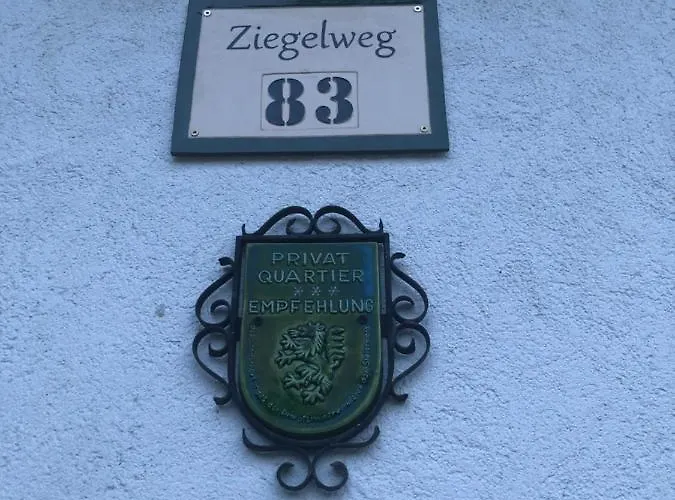 Ziegelweg
83
PRIVAT
QUARTIER
***
EMPFEHLUNG